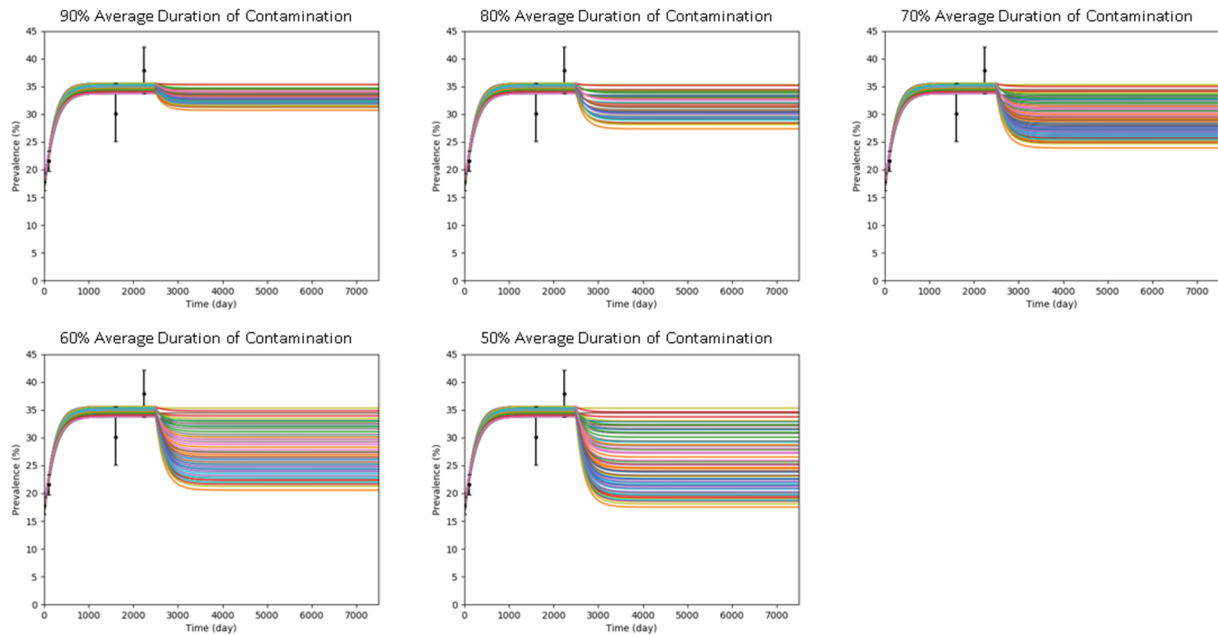 90% Average Duration of Contamination
80% Average Duration of Contamination
70% Average Duration of Contamination
45
40
35
30
25
20
15
10
5
0
Prevalence (%)
0 1000 2000 3000 4000 5000 6000 7000
Time (day)
45
40
35
30
25
20
15
10
5
0
Prevalence (%)
0 1000 2000 3000 4000 5000 6000 7000
Time (day)
45
40
35
30
25
20
15
10
5
0
Prevalence (%)
0 1000 2000 3000 4000 5000 6000 7000
Time (day)
60% Average Duration of Contamination
50% Average Duration of Contamination
45
40
35
30
25
20
15
10
5
0
Prevalence (%)
0 1000 2000 3000 4000 5000 6000 7000
Time (day)
45
40
35
30
25
20
15
10
5
0
Prevalence (%)
0 1000 2000 3000 4000 5000 6000 7000
Time (day)